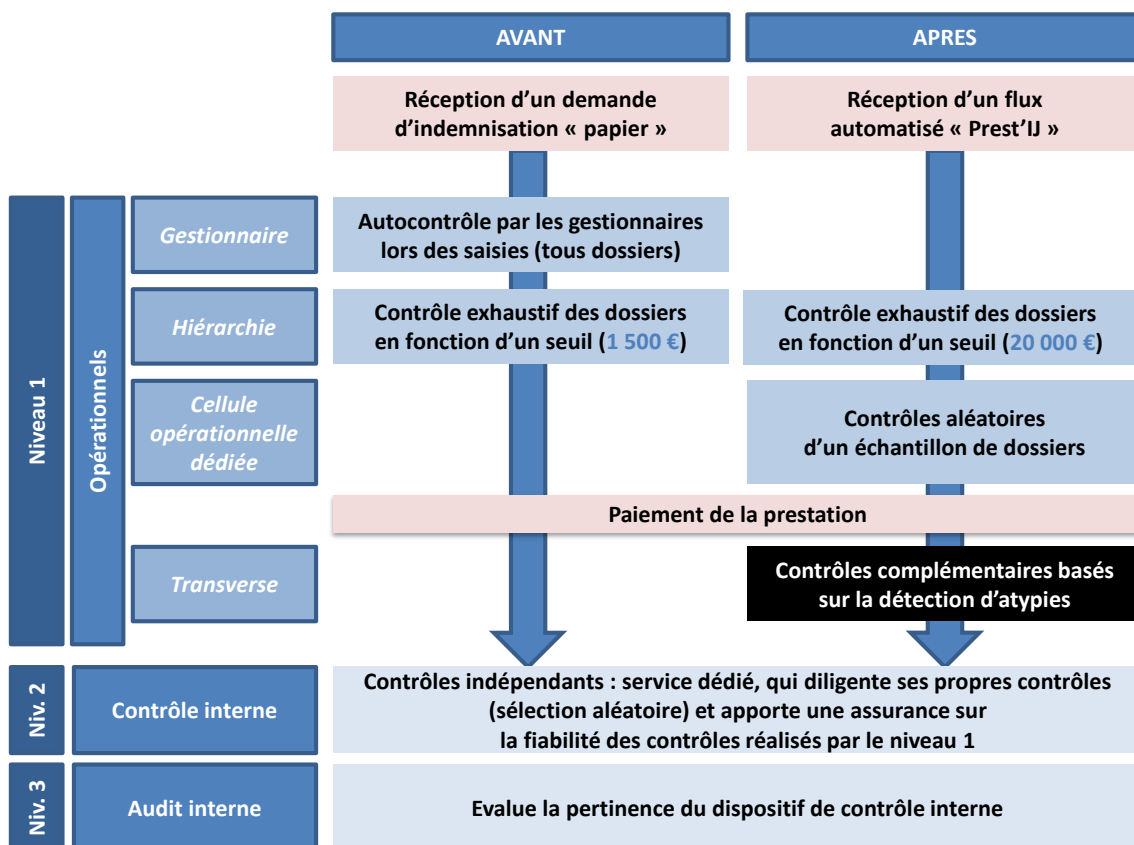 AVANT
APRES
Réception d'un demande
d'indemnisation « papier »
Réception d'un flux
automatisé « Prest'IJ »
Niveau 1
Opérationnels
Gestionnaire
Autocontrôle par les gestionnaires
lors des saisies (tous dossiers)
Hiérarchie
Contrôle exhaustif des dossiers
en fonction d'un seuil (1 500 €)
Contrôle exhaustif des dossiers
en fonction d'un seuil (20 000 €)
Cellule
opérationnelle
dédiée
Contrôles aléatoires
d'un échantillon de dossiers
Paiement de la prestation
Transverse
Contrôles complémentaires basés
sur la détection d'atypies
Niv. 2
Contrôle interne
Contrôles indépendants : service dédié, qui diligente ses propres contrôles
(sélection aléatoire) et apporte une assurance sur
la fiabilité des contrôles réalisés par le niveau 1
Niv. 3
Audit interne
Evalue la pertinence du dispositif de contrôle interne